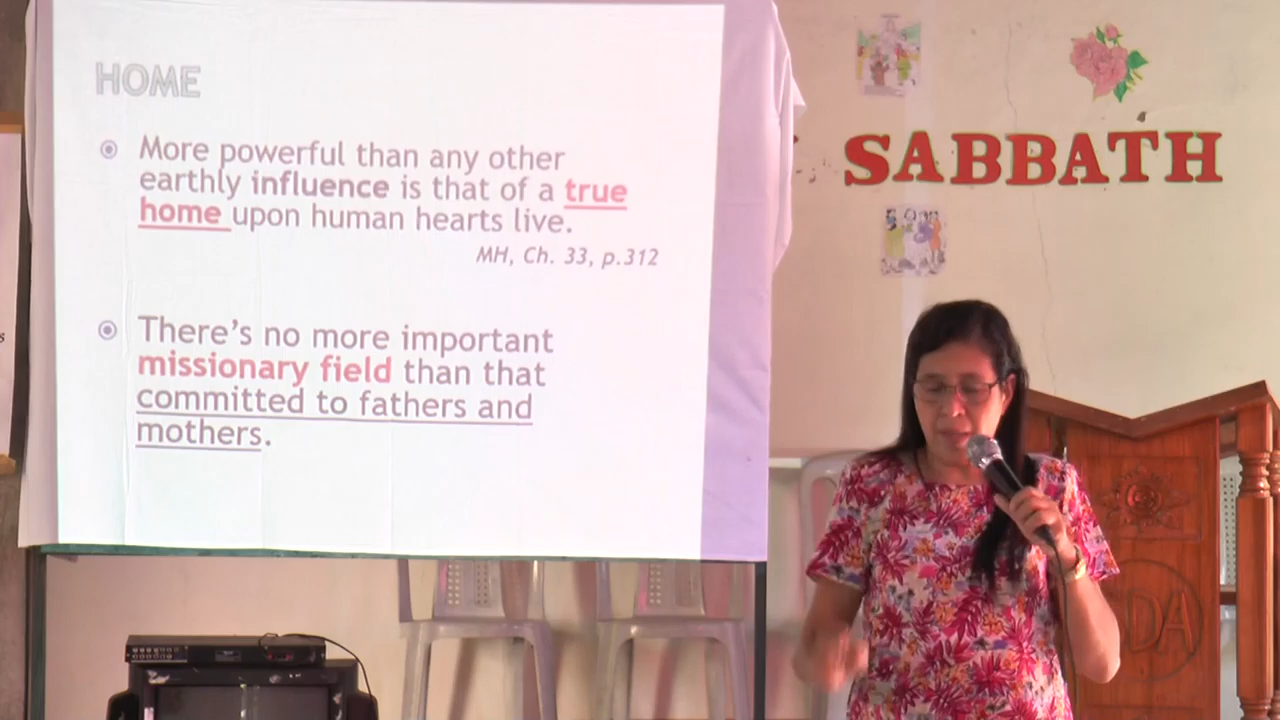 HOME
More powerful than any other
earthly influence is that of a true
home upon human hearts live.
MH, Ch. 33, p.312
There's no more important
missionary field than that
committed to fathers and
mothers.
SABBATH
SDA